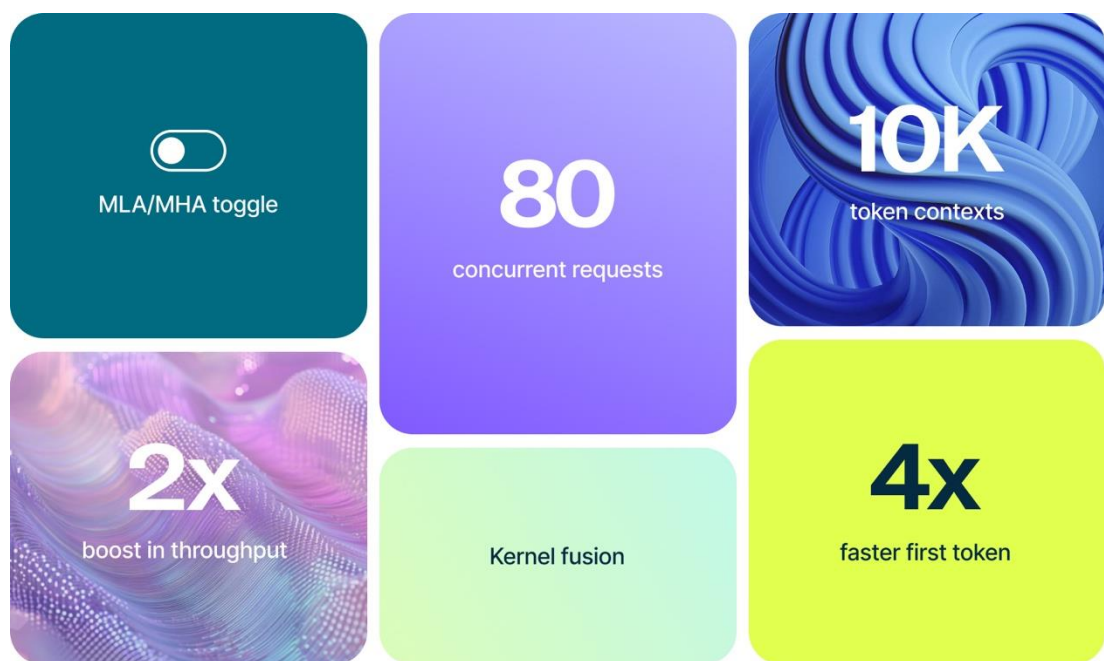 MLA/MHA toggle
80
concurrent requests
10K
token contexts
2x
boost in throughput
Kernel fusion
4x
faster first token